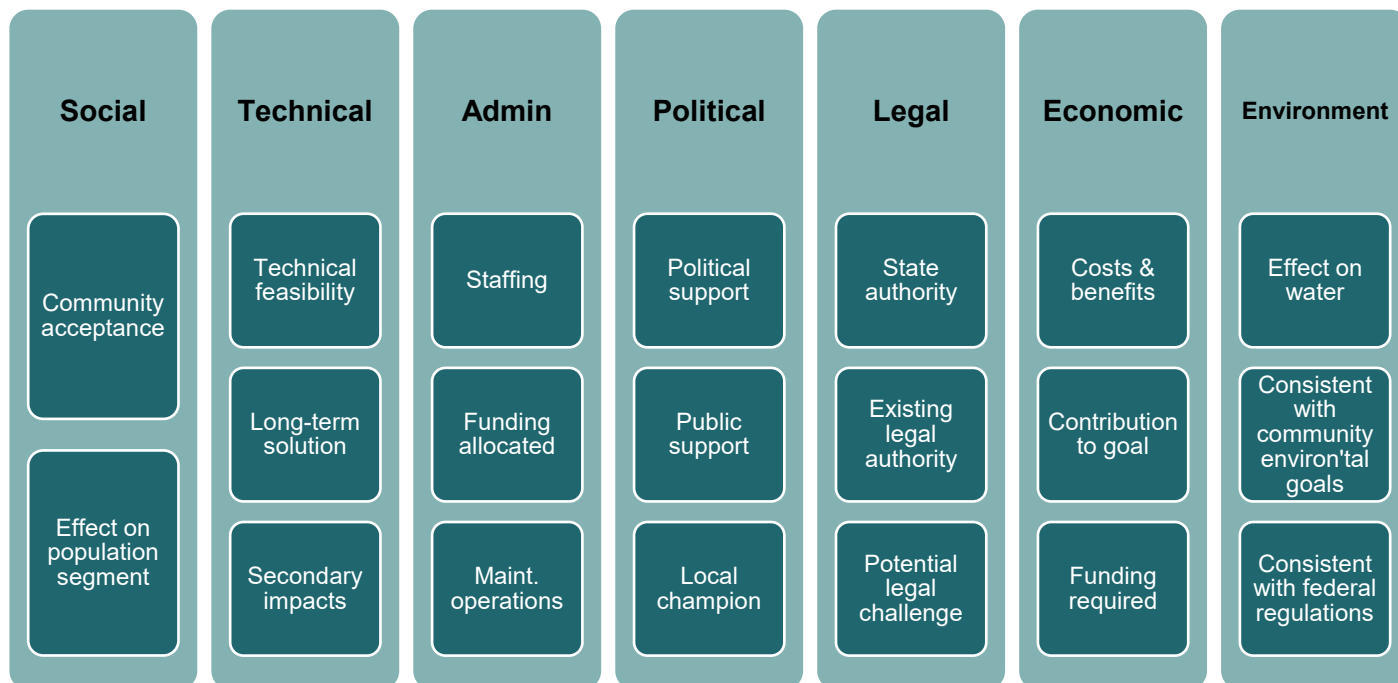 Social
Community
acceptance
Effect on
population
segment
Technical
Technical
feasibility
Long-term
solution
Secondary
impacts
Admin
Staffing
Funding
allocated
Maint.
operations
Political
Political
support
Public
support
Local
champion
Legal
State
authority
Existing
legal
authority
Potential
legal
challenge
Economic
Costs &
benefits
Contribution
to goal
Funding
required
Environment
Effect on
water
Consistent
with
community
environ'tal
goals
Consistent
with federal
regulations